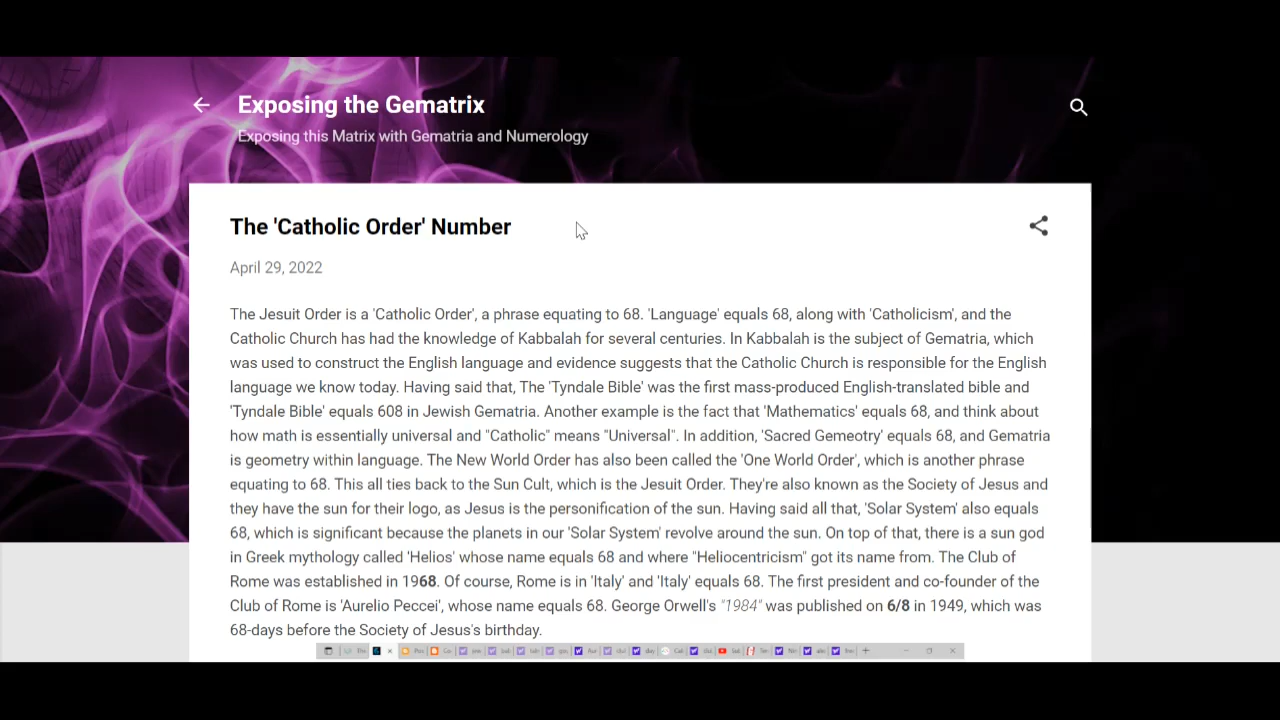 Exposing the Gematrix
Exposing this Matrix with Gematria and Numerology
The 'Catholic Order' Number
April 29, 2022
The Jesuit Order is a 'Catholic Order', a phrase equating to 68. 'Language' equals 68, along with 'Catholicism', and the
Catholic Church has had the knowledge of Kabbalah for several centuries. In Kabbalah is the subject of Gematria, which
was used to construct the English language and evidence suggests that the Catholic Church is responsible for the English
language we know today. Having said that, The 'Tyndale Bible' was the first mass-produced English-translated bible and
'Tyndale Bible' equals 608 in Jewish Gematria. Another example is the fact that 'Mathematics' equals 68, and think about
how math is essentially universal and "Catholic" means "Universal". In addition, 'Sacred Gemeotry' equals 68, and Gematria
is geometry within language. The New World Order has also been called the 'One World Order', which is another phrase
equating to 68. This all ties back to the Sun Cult, which is the Jesuit Order. They're also known as the Society of Jesus and
they have the sun for their logo, as Jesus is the personification of the sun. Having said all that, 'Solar System' also equals
68, which is significant because the planets in our 'Solar System' revolve around the sun. On top of that, there is a sun god
in Greek mythology called 'Helios' whose name equals 68 and where "Heliocentricism" got its name from. The Club of
Rome was established in 1968. Of course, Rome is in 'Italy' and 'Italy' equals 68. The first president and co-founder of the
Club of Rome is 'Aurelio Peccei', whose name equals 68. George Orwell's "1984" was published on 6/8 in 1949, which was
68-days before the Society of Jesus's birthday.